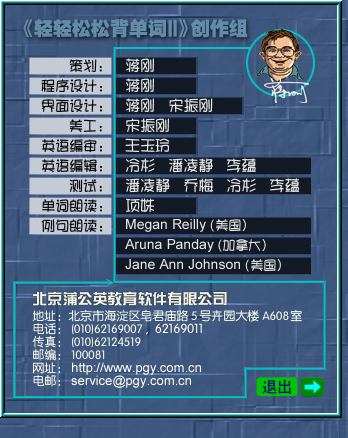 《轻轻松松背单词II》创作组
策划： 蒋刚
程序设计： 蒋刚
界面设计： 蒋刚 宋振刚
美工： 宋振刚
英语编审： 王玉玲
英语编辑： 冷杉 潘凌静 李蕴
测试： 潘凌静 乔梅 冷杉 李蕴
单词朗读： 项姝
例句朗读： Megan Reilly (美国)
Aruna Panday (加拿大)
Jane Ann Johnson (美国)
北京蒲公英教育软件有限公司
地址：北京市海淀区皂君庙路5号卉园大楼A608室
电话：(010)62169007，62169011
传真：(010)62124519
邮编：100081
网址：http://www.pgy.com.cn
电邮：service@pgy.com.cn
退出